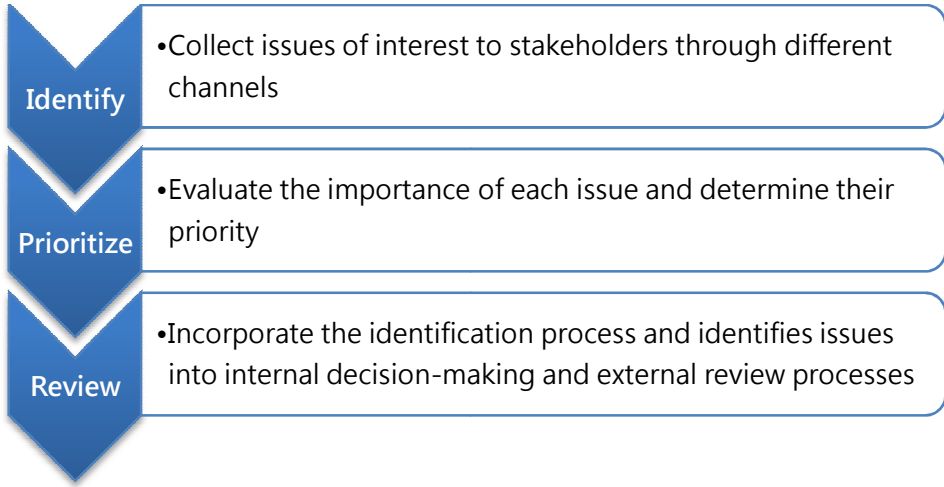 Identify
•Collect issues of interest to stakeholders through different
channels
Prioritize
•Evaluate the importance of each issue and determine their
priority
Review
•Incorporate the identification process and identifies issues
into internal decision-making and external review processes